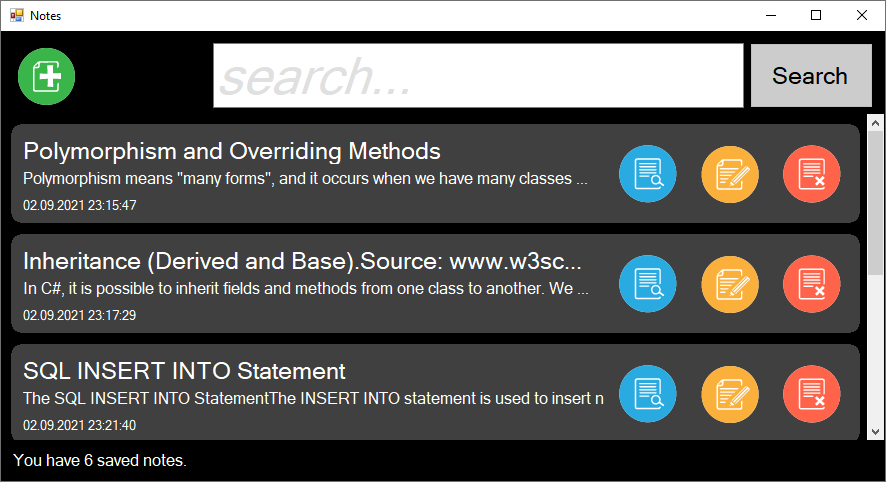 Notes
search...
Search
Polymorphism and Overriding Methods
Polymorphism means "many forms", and it occurs when we have many classes ...
02.09.2021 23:15:47
Inheritance (Derived and Base).Source: www.w3sc...
In C#, it is possible to inherit fields and methods from one class to another. We ...
02.09.2021 23:17:29
SQL INSERT INTO Statement
The SQL INSERT INTO StatementThe INSERT INTO statement is used to insert n
02.09.2021 23:21:40
You have 6 saved notes.